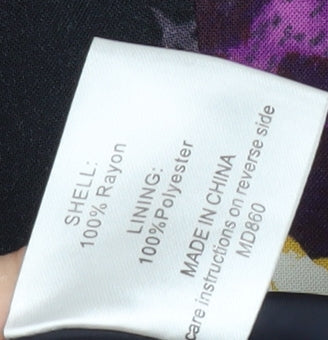 SHELL:
100% Rayon
LINING:
100%Polyester
MADE IN CHINA
care instructions on reverse side
MD860